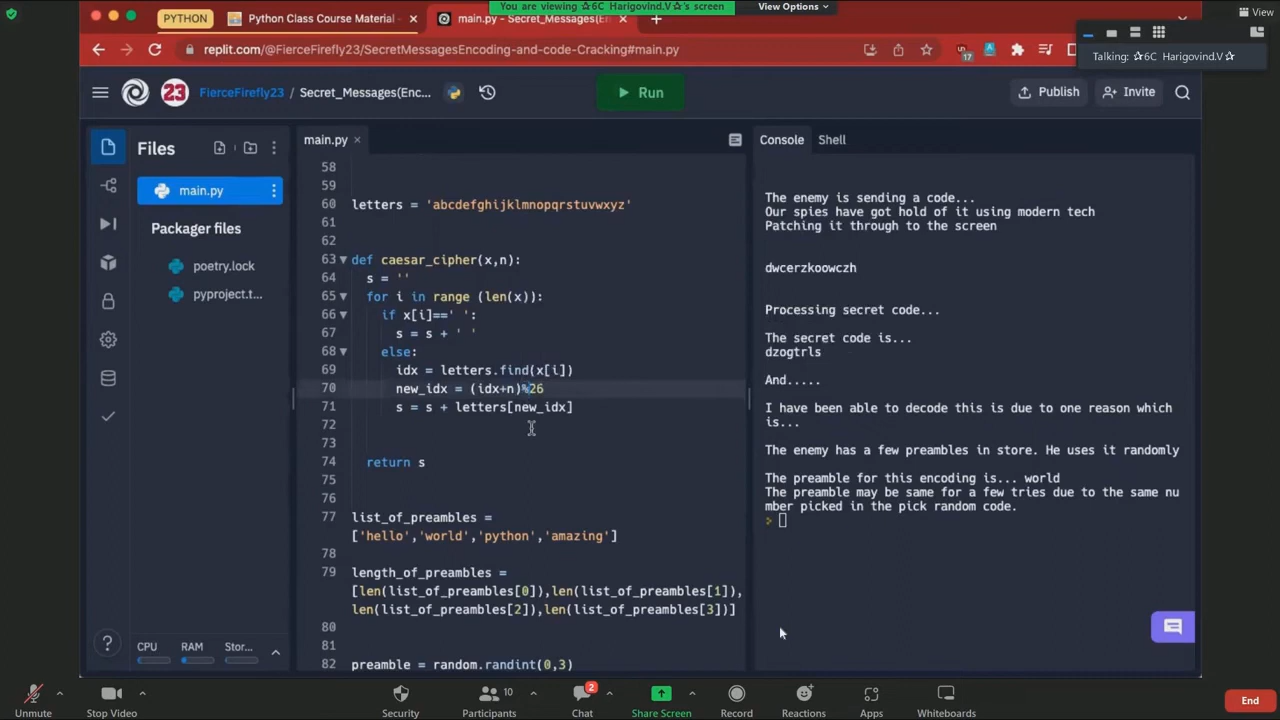 You are viewing ☆6C Harigovind.V☆'s screen
View Options
View
PYTHON
Python Class Course Material -
main.py - Secret_Messages(En
replit.com/@FierceFirefly23/SecretMessagesEncoding-and-code-Cracking#main.py
17
Talking: ☆6C Harigovind.V☆
23
FierceFirefly23 / Secret_Messages(Enc...
Run
Publish
Invite
Files
main.py
Packager files
poetry.lock
pyproject.t...
CPU
RAM
Stor...
main.py
58
59
60 letters = 'abcdefghijklmnopqrstuvwxyz'
61
62
63 def caesar_cipher(x,n):
64 s = ''
65 for i in range (len(x)):
66 if x[i]==' ':
67 s = s + ' '
68 else:
69 idx = letters.find(x[i])
70 new_idx = (idx+n)%26
71 s = s + letters[new_idx]
72
73
74 return s
75
76
77 list_of_preambles =
['hello','world','python','amazing']
78
79 length_of_preambles =
[len(list_of_preambles[0]),len(list_of_preambles[1]),
len(list_of_preambles[2]),len(list_of_preambles[3])]
80
81
82 preamble = random.randint(0,3)
Console
Shell
The enemy is sending a code...
Our spies have got hold of it using modern tech
Patching it through to the screen
dwcerzkoowczh
Processing secret code...
The secret code is...
dzogtrls
And.....
I have been able to decode this is due to one reason which
is...
The enemy has a few preambles in store. He uses it randomly
The preamble for this encoding is... world
The preamble may be same for a few tries due to the same nu
mber picked in the pick random code.
Unmute
Stop Video
Security
10
Participants
2
Chat
Share Screen
Record
Reactions
Apps
Whiteboards
End